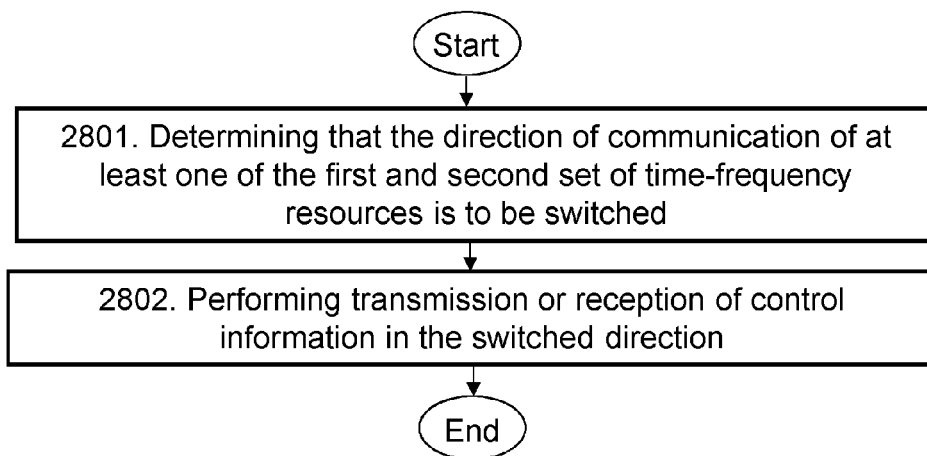 Start
2801. Determining that the direction of communication of at
least one of the first and second set of time-frequency
resources is to be switched
2802. Performing transmission or reception of control
information in the switched direction
End